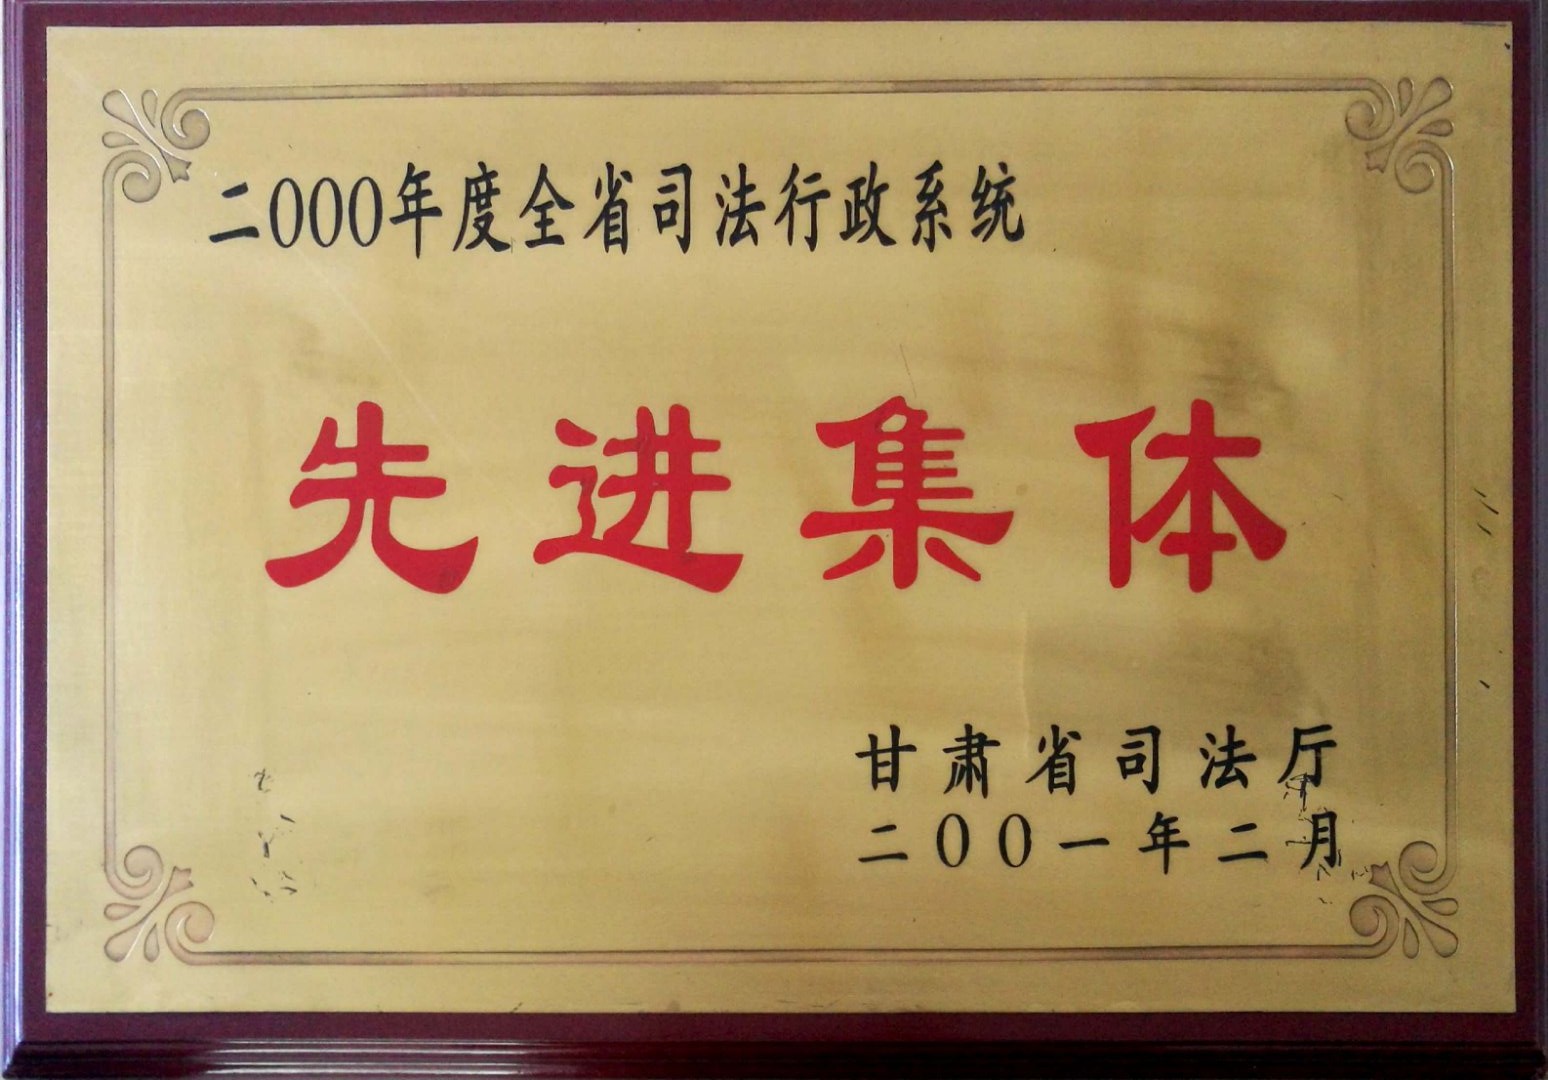 二000年度全省司法行政系统
先进集体
甘肃省司法厅
二00一年二月